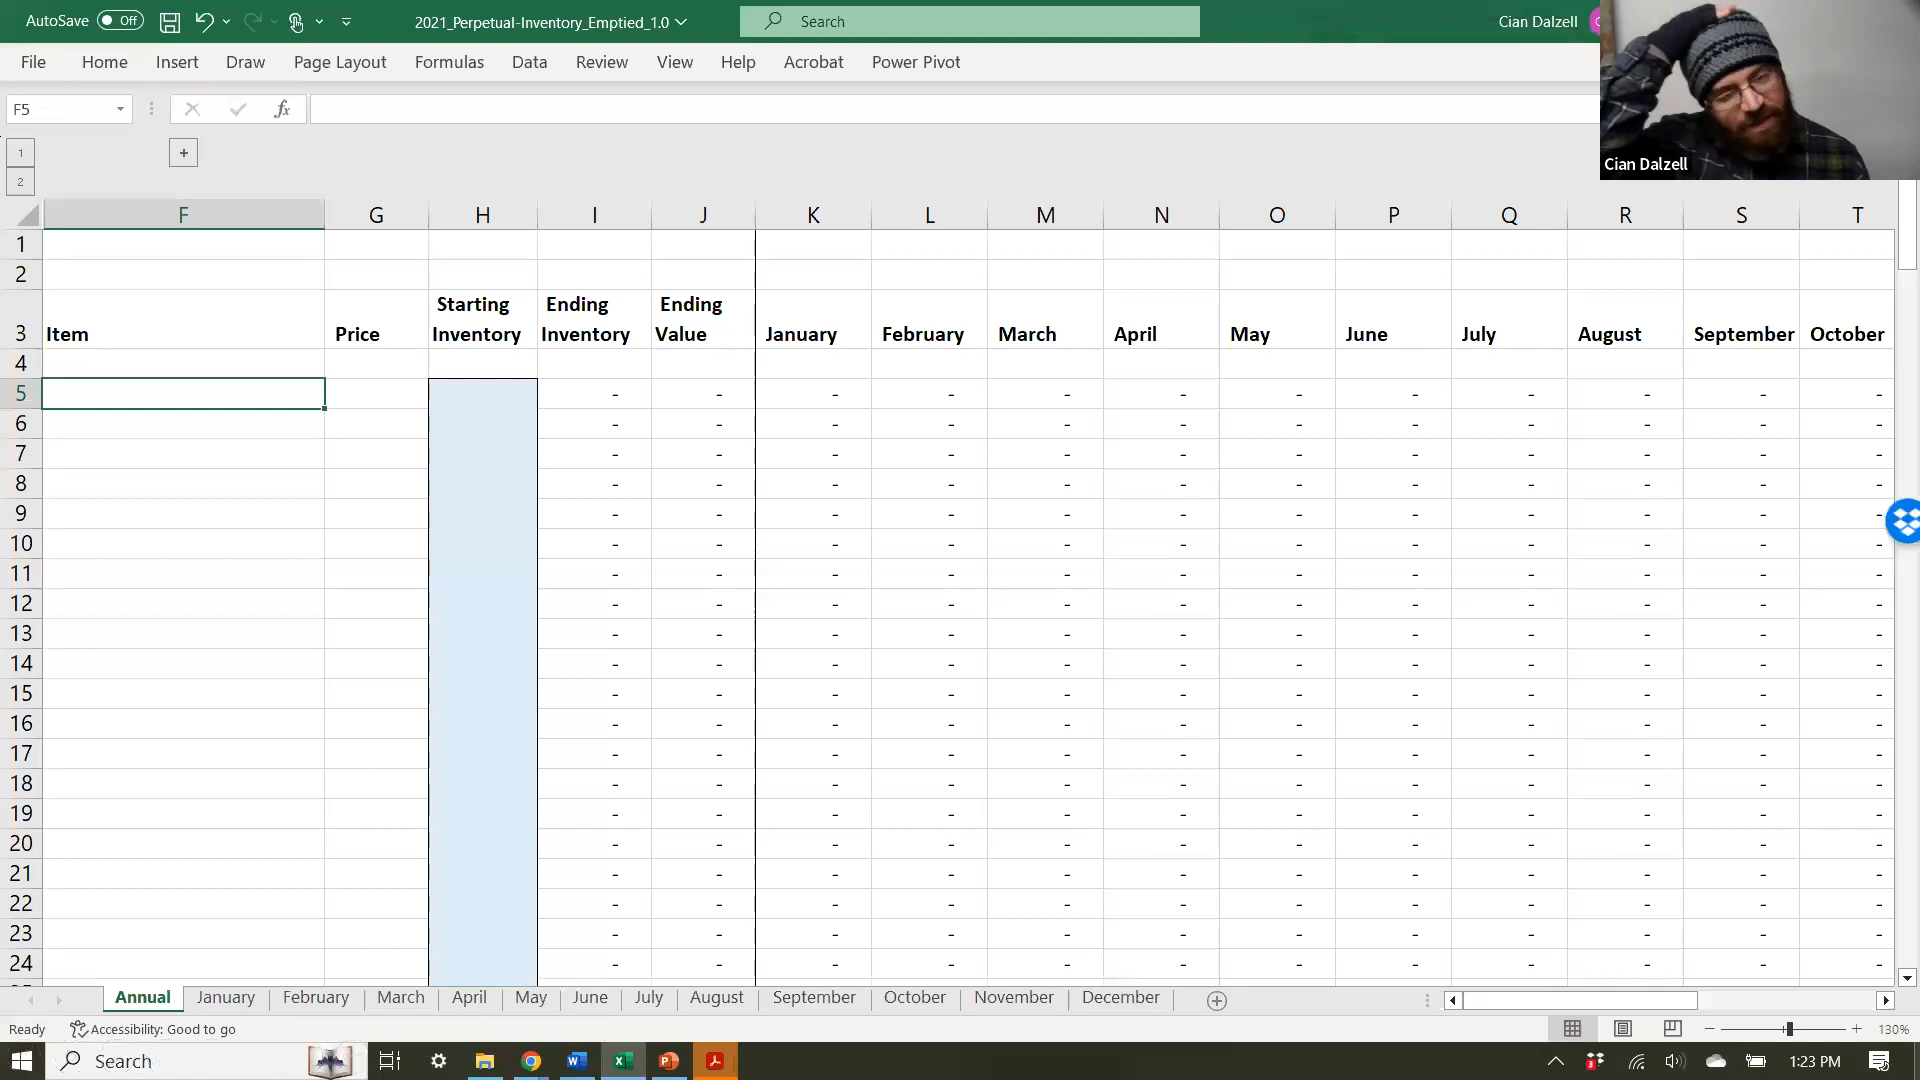 AutoSave Off 2021_Perpetual-Inventory_Emptied_1.0 Search Cian Dalzell
File Home Insert Draw Page Layout Formulas Data Review View Help Acrobat Power Pivot
F5 fx
Cian Dalzell
1 +
2
F G H I J K L M N O P Q R S T
1
2
Starting Ending Ending
3 Item Price Inventory Inventory Value January February March April May June July August September October
4
5 - - - - - - - - - - - -
6 - - - - - - - - - - - -
7 - - - - - - - - - - - -
8 - - - - - - - - - - - -
9 - - - - - - - - - - - -
10 - - - - - - - - - - - -
11 - - - - - - - - - - - -
12 - - - - - - - - - - - -
13 - - - - - - - - - - - -
14 - - - - - - - - - - - -
15 - - - - - - - - - - - -
16 - - - - - - - - - - - -
17 - - - - - - - - - - - -
18 - - - - - - - - - - - -
19 - - - - - - - - - - - -
20 - - - - - - - - - - - -
21 - - - - - - - - - - - -
22 - - - - - - - - - - - -
23 - - - - - - - - - - - -
24 - - - - - - - - - - - -
Annual January February March April May June July August September October November December
Ready Accessibility: Good to go 130%
Search 1:23 PM